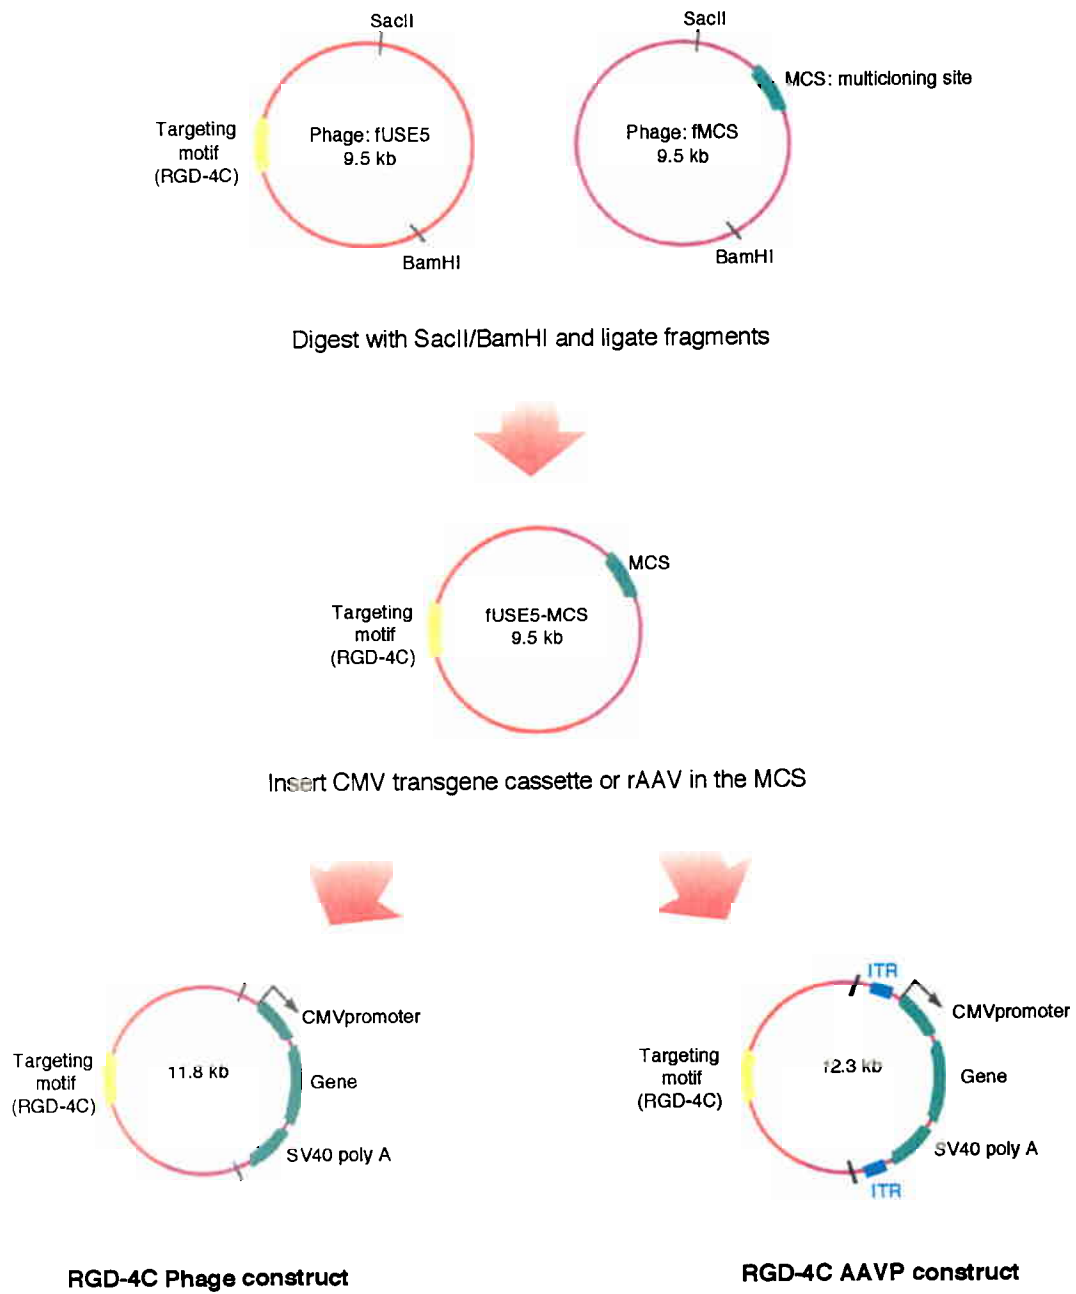 SacII
SacII
MCS: multicloning site
Targeting
motif
(RGD-4C)
Phage: fUSE5
9.5 kb
Phage: fMCS
9.5 kb
BamHI
BamHI
Digest with SacII/BamHI and ligate fragments
MCS
Targeting
motif
(RGD-4C)
fUSE5-MCS
9.5 kb
Insert CMV transgene cassette or rAAV in the MCS
CMVpromoter
Targeting
motif
(RGD-4C)
11.8 kb
Gene
SV40 poly A
RGD-4C Phage construct
ITR
CMVpromoter
Targeting
motif
(RGD-4C)
12.3 kb
Gene
SV40 poly A
ITR
RGD-4C AAVP construct